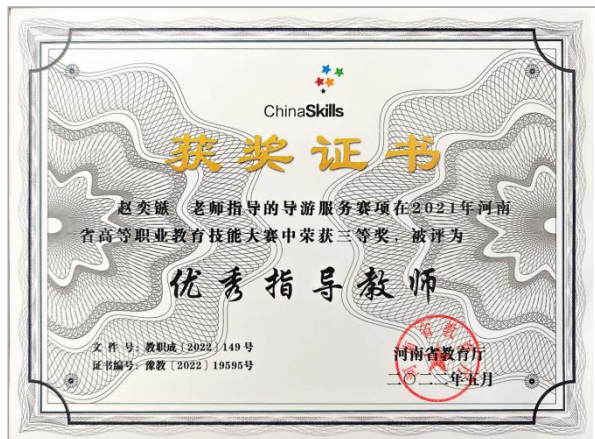 ChinaSkills
获奖证书
赵奕镞 老师指导的导游服务赛项在2021年河南
省高等职业教育技能大赛中荣获三等奖，被评为
优秀指导教师
文 件 号：教职成〔2022〕149号
证书编号：豫教〔2022〕19595号
河南省教育厅
二〇二二年五月